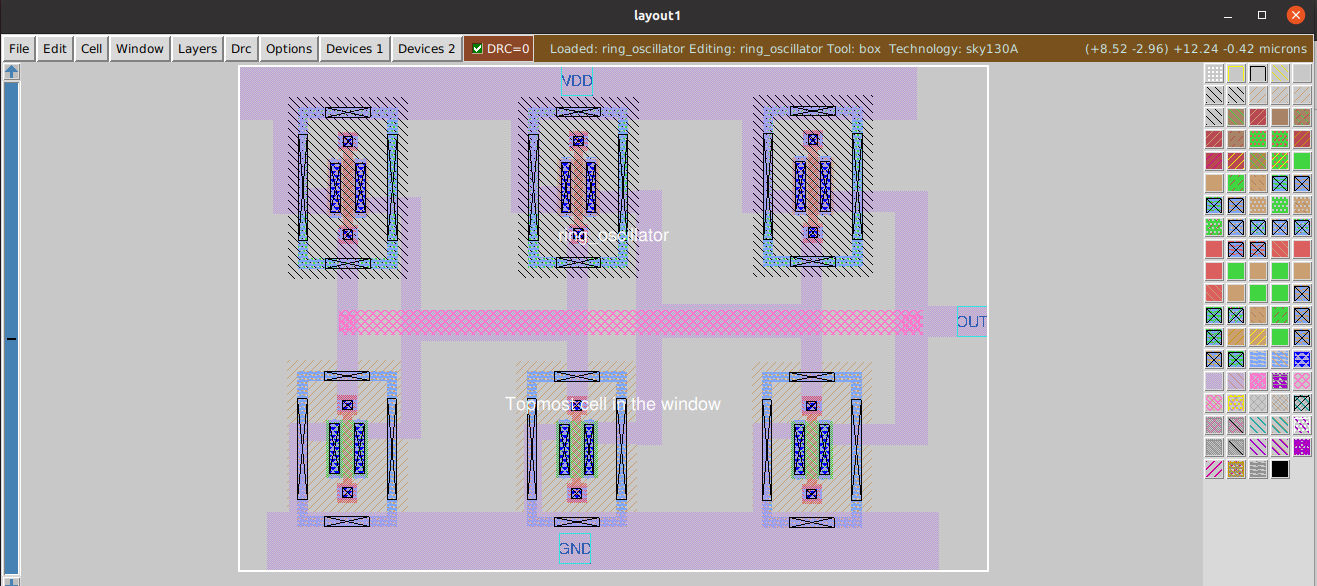 layout1
File Edit Cell Window Layers Drc Options Devices 1 Devices 2 DRC=0 Loaded: ring_oscillator Editing: ring_oscillator Tool: box Technology: sky130A (+8.52 -2.96) +12.24 -0.42 microns
VDD
ring_oscillator
OUT
Topmost cell in the window
GND